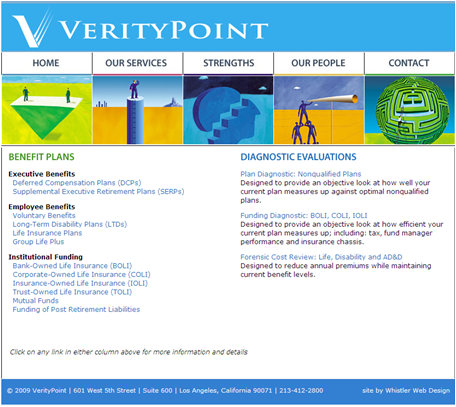 VERITYPOINT
HOME
OUR SERVICES
STRENGTHS
OUR PEOPLE
CONTACT
BENEFIT PLANS
Executive Benefits
Deferred Compensation Plans (DCPs)
Supplemental Executive Retirement Plans (SERPs)
Employee Benefits
Voluntary Benefits
Long-Term Disability Plans (LTDs)
Life Insurance Plans
Group Life Plus
Institutional Funding
Bank-Owned Life Insurance (BOLI)
Corporate-Owned Life Insurance (COLI)
Insurance-Owned Life Insurance (IOLI)
Trust-Owned Life Insurance (TOLI)
Mutual Funds
Funding of Post Retirement Liabilities
DIAGNOSTIC EVALUATIONS
Plan Diagnostic: Nonqualified Plans
Designed to provide an objective look at how well your
current plan measures up against optimal nonqualified
plans.
Funding Diagnostic: BOLI, COLI, IOLI
Designed to provide an objective look at how efficient your
current plan measures up; including: tax, fund manager
performance and insurance chassis.
Forensic Cost Review: Life, Disability and AD&D
Designed to reduce annual premiums while maintaining
current benefit levels.
Click on any link in either column above for more information and details
© 2009 VerityPoint | 601 West 5th Street | Suite 600 | Los Angeles, California 90071 | 213-412-2800
site by Whistler Web Design